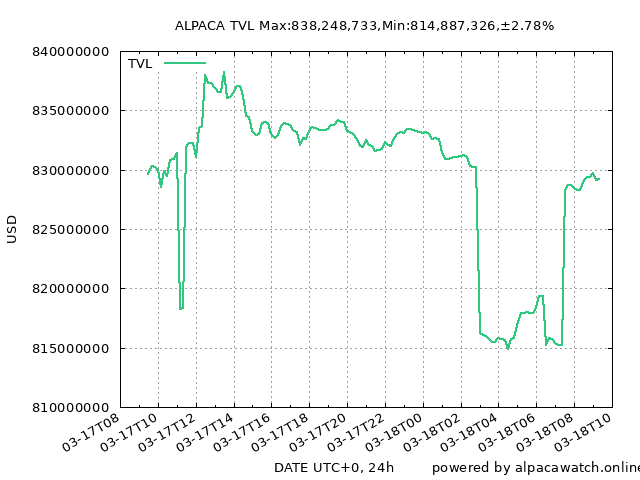 ALPACA TVL Max:838,248,733,Min:814,887,326,±2.78%
TVL
840000000
835000000
830000000
825000000
820000000
815000000
810000000
USD
03-17T08
03-17T10
03-17T12
03-17T14
03-17T16
03-17T18
03-17T20
03-17T22
03-18T00
03-18T02
03-18T04
03-18T06
03-18T08
03-18T10
DATE UTC+0, 24h
powered by alpacawatch.online